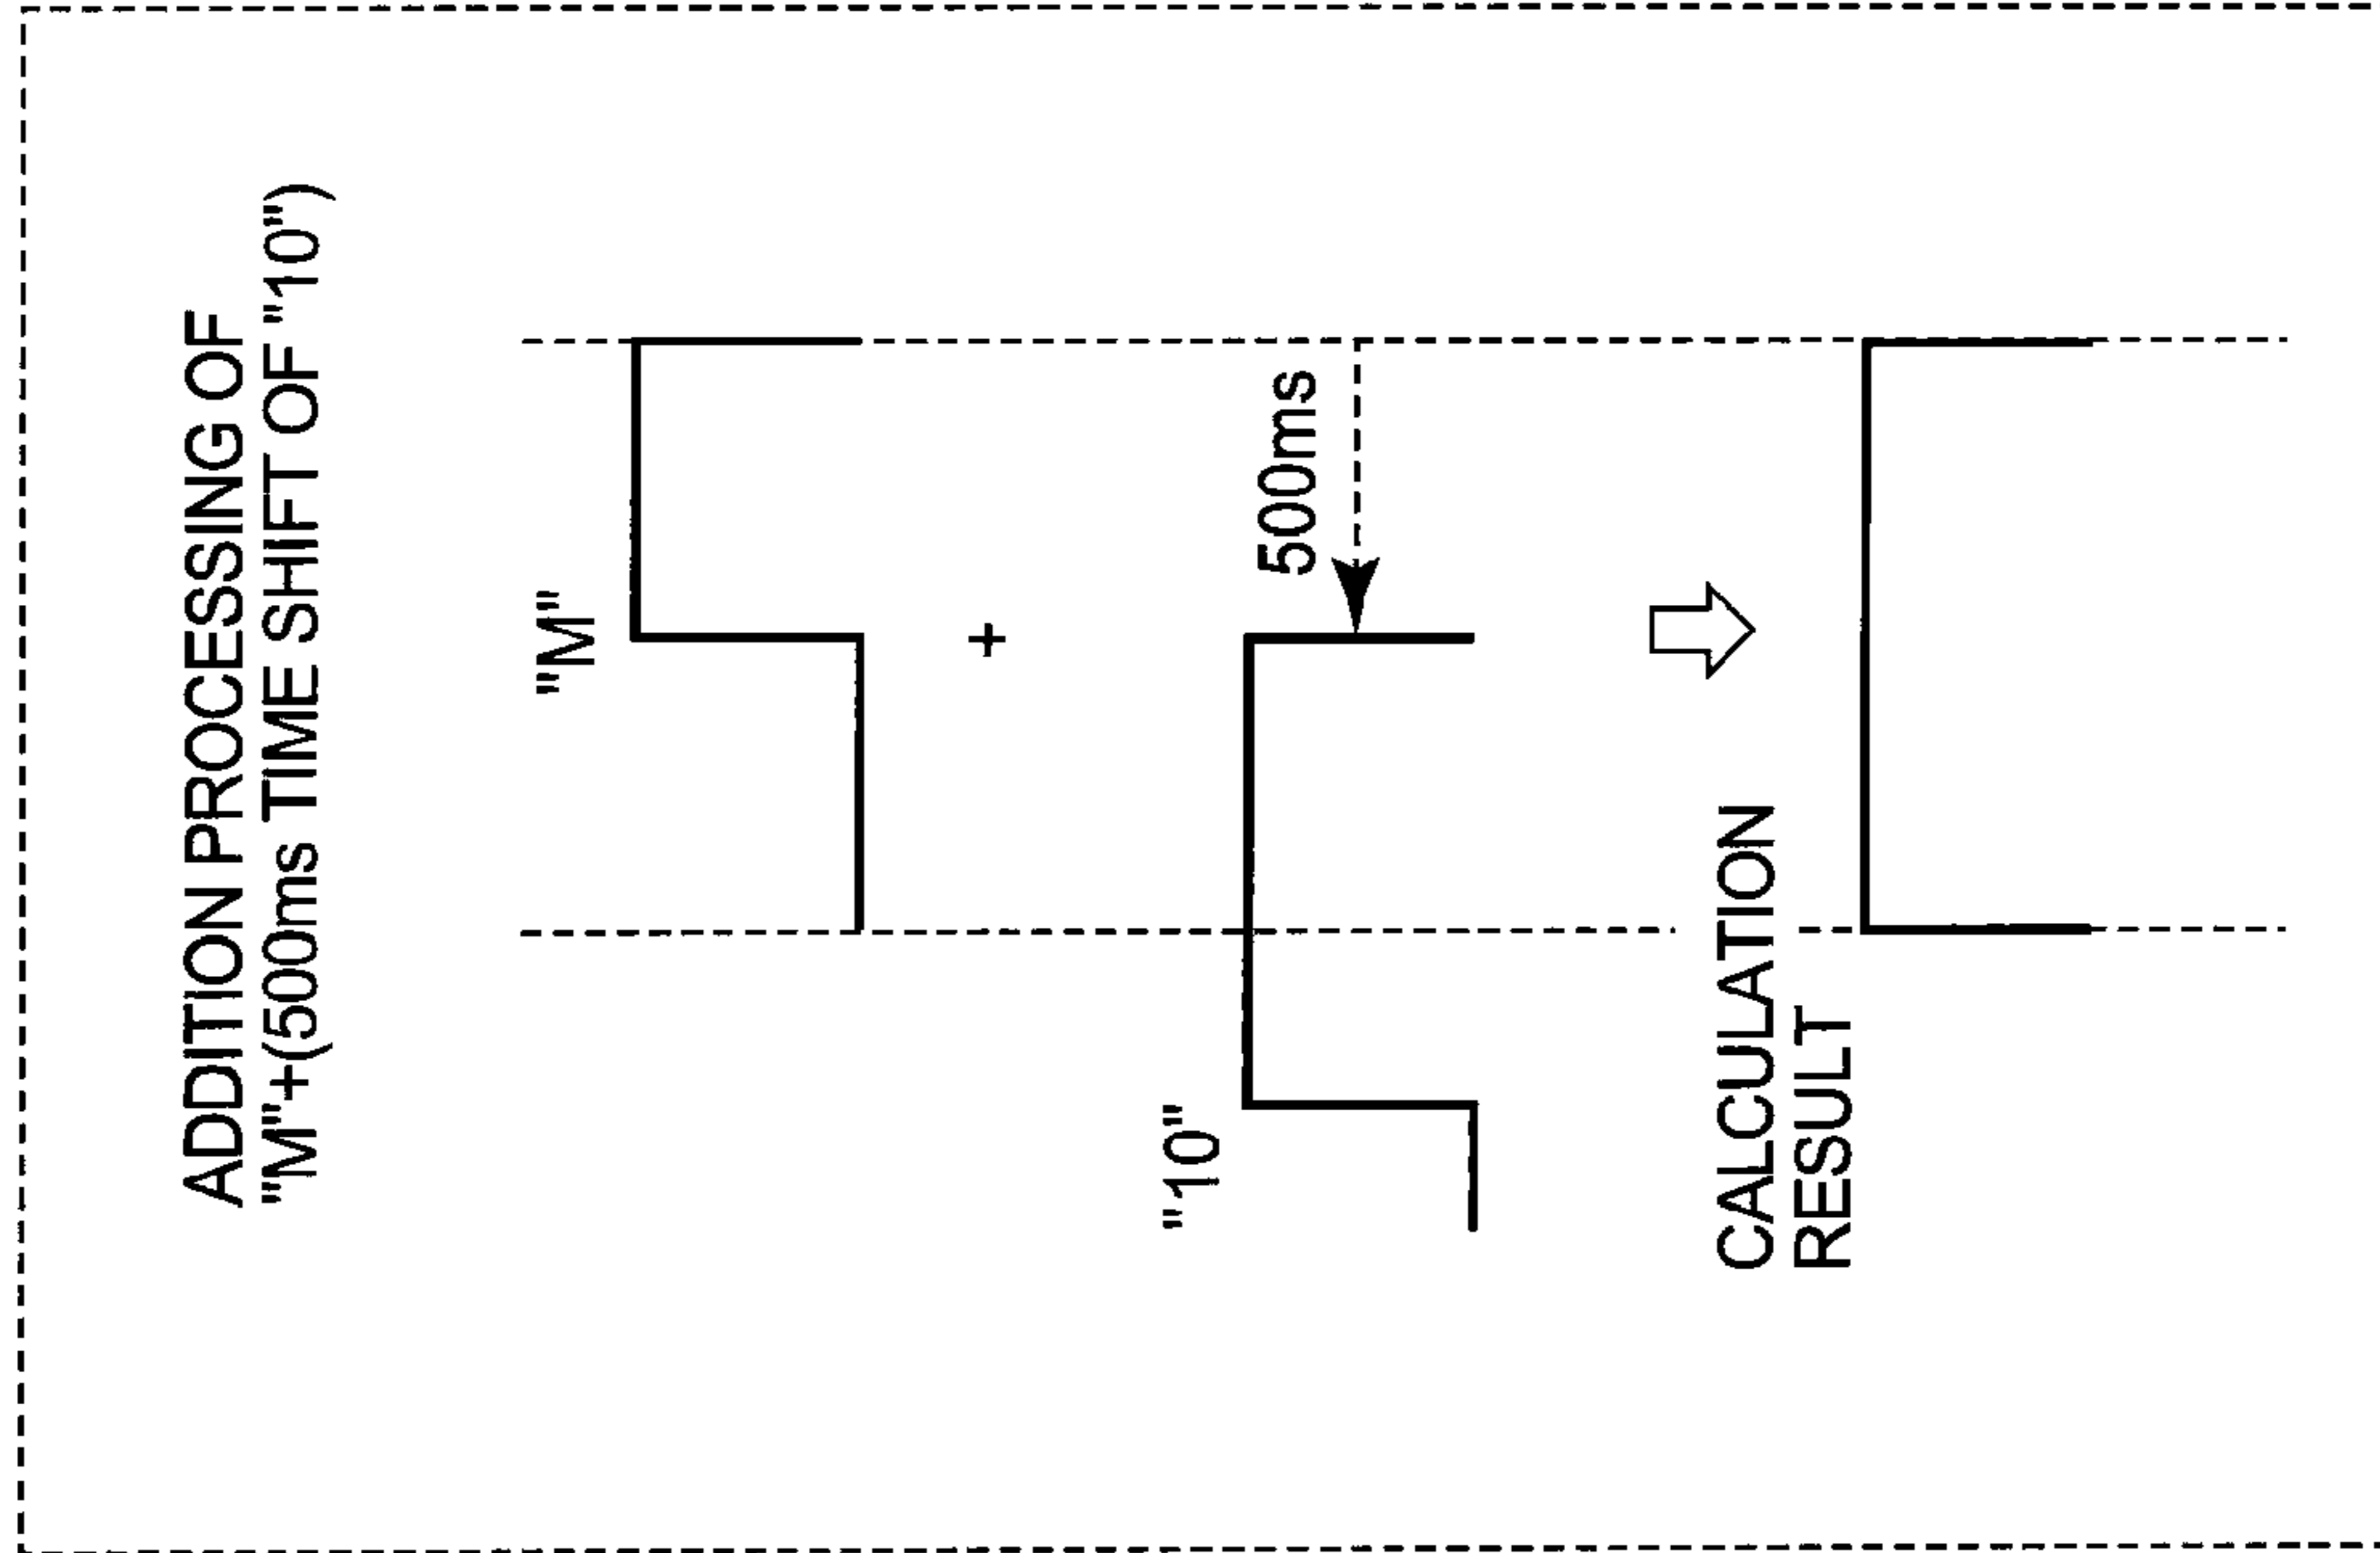 ADDITION PROCESSING OF
"M"+(500ms TIME SHIFT OF "10")
"M"
+
"10"
500ms
CALCULATION
RESULT